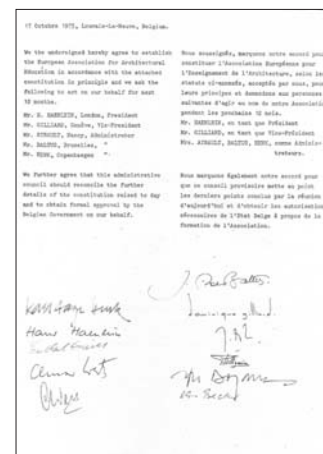 17 October 1975, Louvain-La-Neuve, Belgium.
We the undersigned hereby agree to establish
the European Association for Architectural
Education in accordance with the attached
constitution in principle and we ask the
following to act on our behalf for next
12 months.
Mr. H. HAENLEIN, London, President
Mr. GILLIARD, Genève, Vice-President
Mr. AYRAULT, Nancy, Administrator
Mr. BALTUS, Bruxelles, "
Mr. HENK, Copenhagen "
We further agree that this administrative
council should reconcile the further
details of the constitution raised to day
and to obtain formal approval by the
Belgian Government on our behalf.
Nous soussignés, marquons notre accord pour
constituer l'Association Européenne pour
l'Enseignement de l'Architecture, selon les
statuts ci-annexés, acceptés par nous, pour
leurs principes et demandons aux personnes
suivantes d'agir au nom de notre Association
pendant les prochains 12 mois.
Mr. HAENLEIN, en tant que Président
Mr. GILLIARD, en tant que Vice-Président
Mrs. AYRAULT, BALTUS, HENK, comme Adminis-
trateurs.
Nous marquons également notre accord pour
que ce conseil provisoire mette au point
les derniers points soulevés par la réunion
d'aujourd'hui et d'obtenir les autorisations
nécessaires de l'Etat Belge à propos de la
formation de l'Association.
Hans Haenlein
dominique gilliard